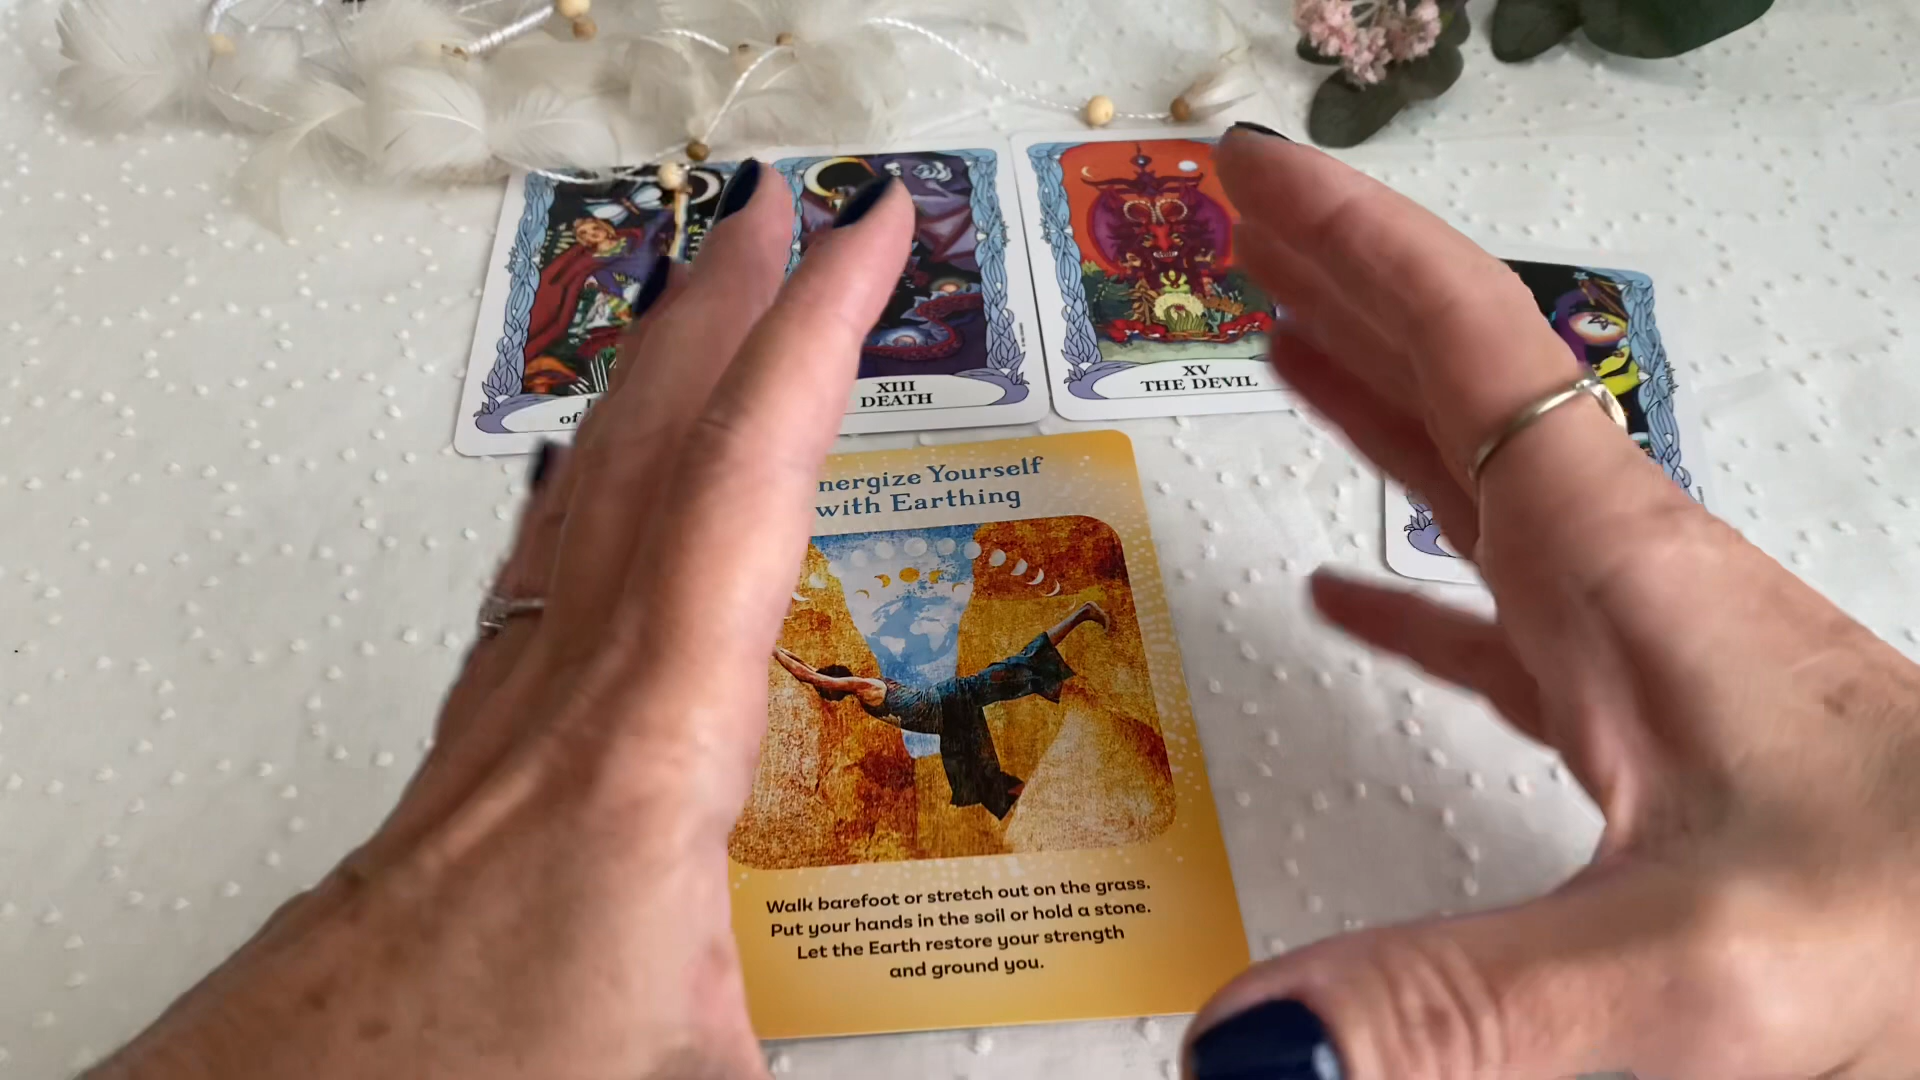 of
XIII
DEATH
XV
THE DEVIL
nergize Yourself
with Earthing
Walk barefoot or stretch out on the grass.
Put your hands in the soil or hold a stone.
Let the Earth restore your strength
and ground you.